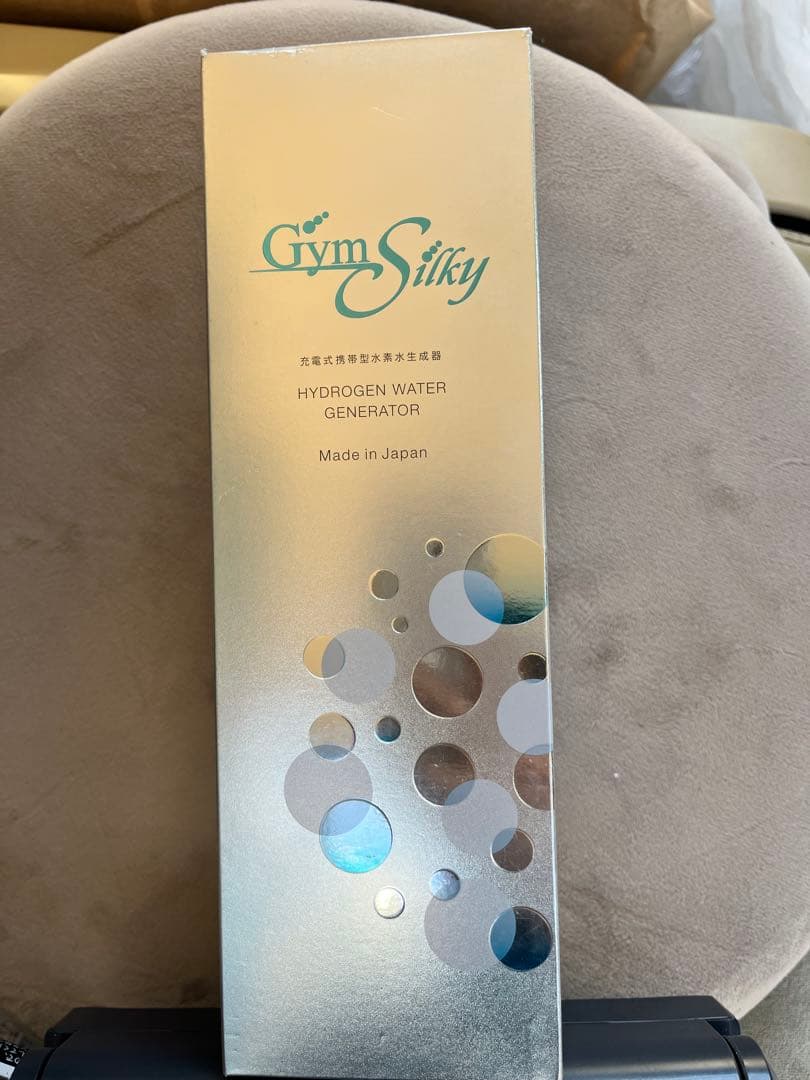 Gym Silky
充電式携帯型水素水生成器
HYDROGEN WATER
GENERATOR
Made in Japan